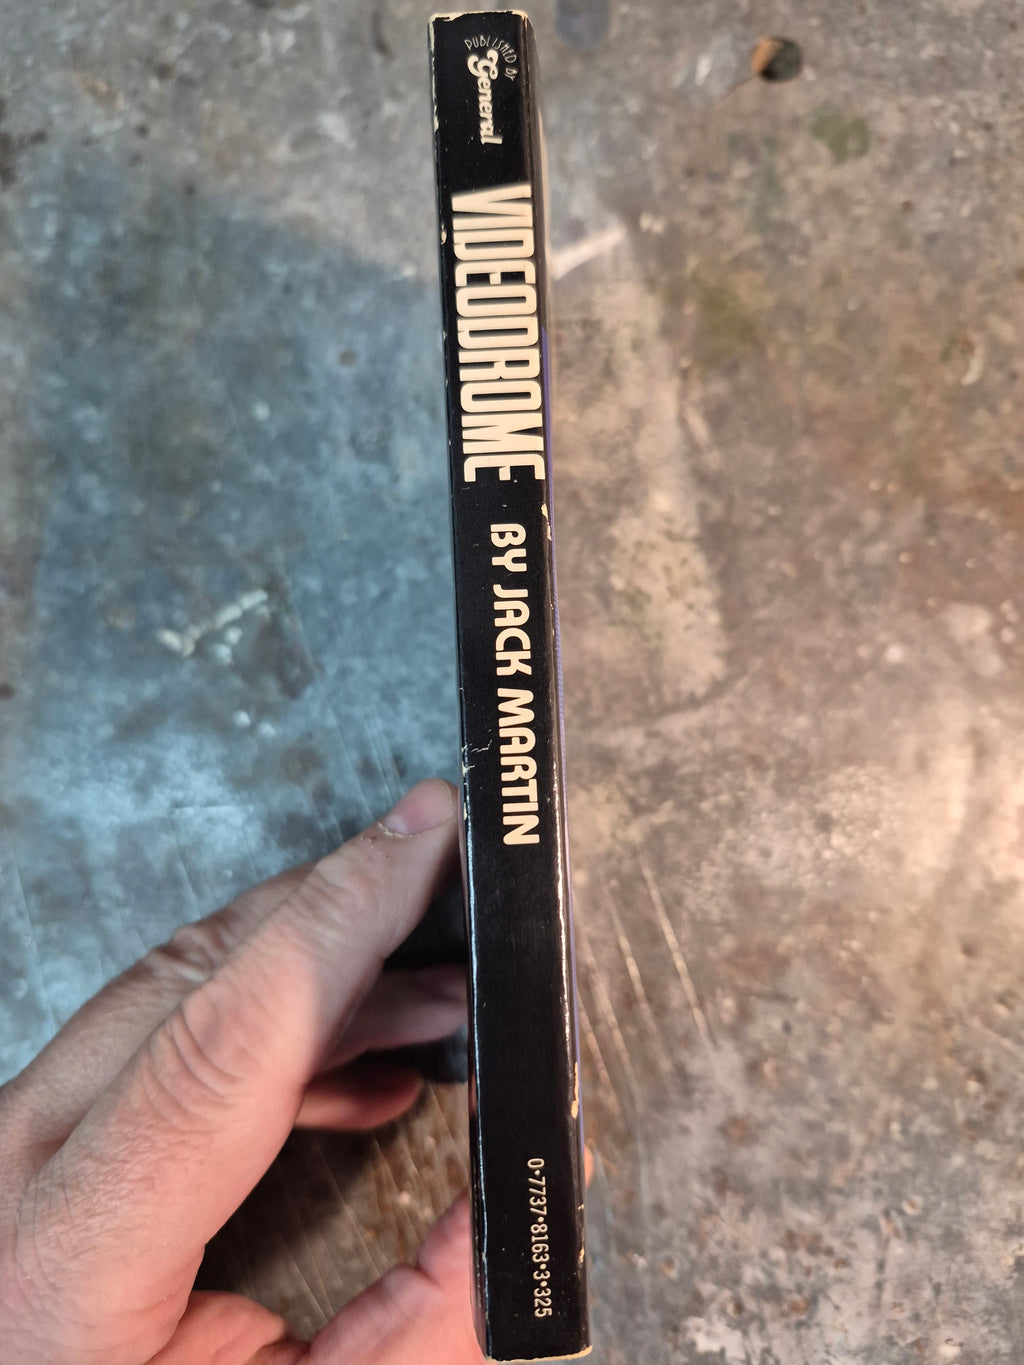 PUBLISHED BY
General
VIDEODROME
BY JACK MARTIN
0•7737•8163•3•325